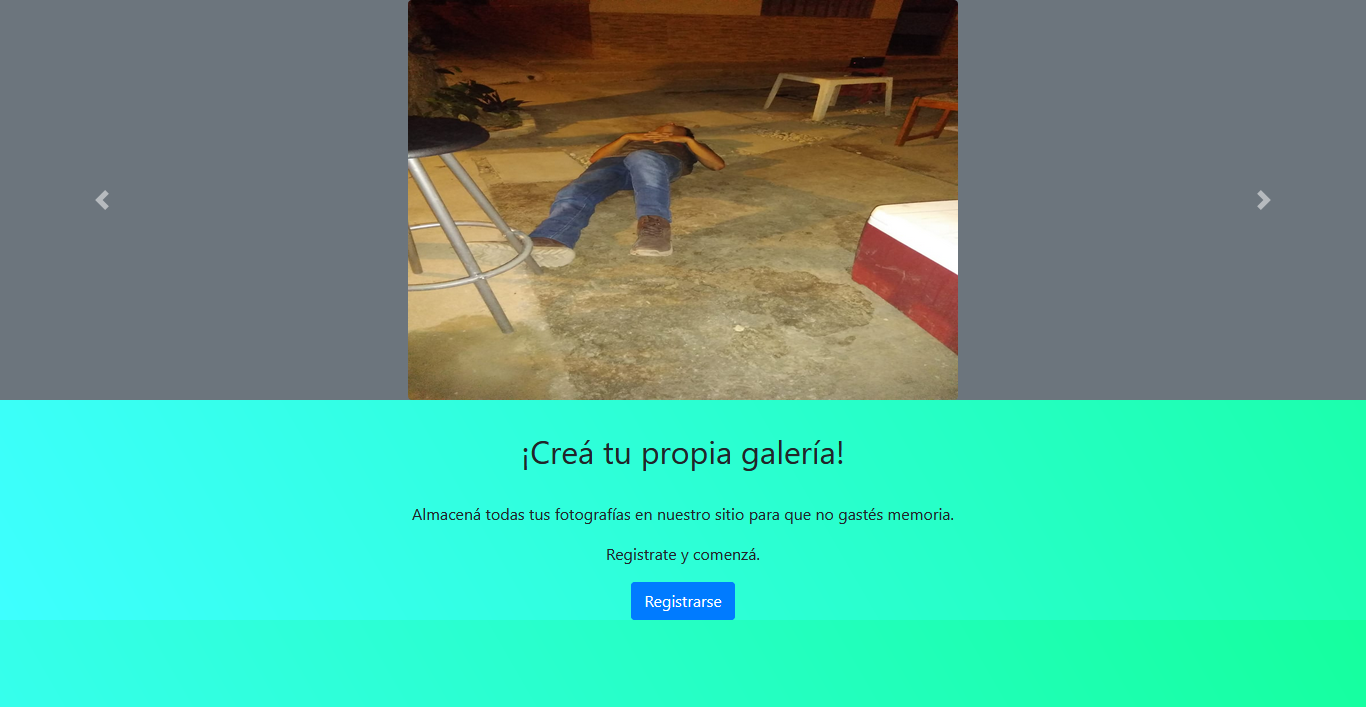 ¡Creá tu propia galería!
Almacená todas tus fotografías en nuestro sitio para que no gastés memoria.
Registrate y comenzá.
Registrarse